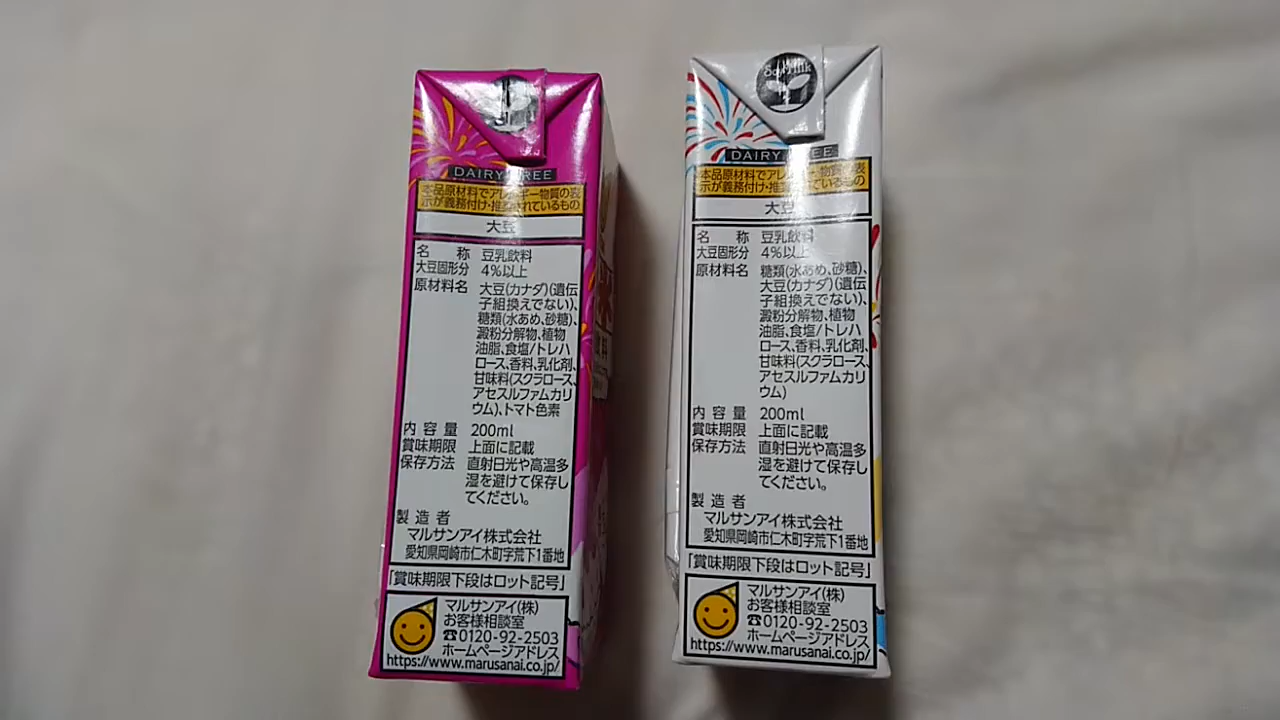 DAIRY FREE
本品原材料でアレルギー物質の表
示が義務付け・推奨されているもの
大豆
名称 豆乳飲料
大豆固形分 4%以上
原材料名 大豆(カナダ)(遺伝
子組換えでない)、
糖類(水あめ、砂糖)、
澱粉分解物、植物
油脂、食塩/トレハ
ロース、香料、乳化剤、
甘味料(スクラロース、
アセスルファムカリ
ウム)、トマト色素
内容量 200ml
賞味期限 上面に記載
保存方法 直射日光や高温多
湿を避けて保存し
てください。
製造者
マルサンアイ株式会社
愛知県岡崎市仁木町字荒下1番地
「賞味期限下段はロット記号」
マルサンアイ(株)
お客様相談室
☎0120-92-2503
ホームページアドレス
https://www.marusanai.co.jp/
Soy Milk
DAIRY FREE
本品原材料でアレルギー物質の表
示が義務付け・推奨されているもの
大豆
名称 豆乳飲料
大豆固形分 4%以上
原材料名 糖類(水あめ、砂糖)、
大豆(カナダ)(遺伝
子組換えでない)、
澱粉分解物、植物
油脂、食塩/トレハ
ロース、香料、乳化剤、
甘味料(スクラロース、
アセスルファムカリ
ウム)
内容量 200ml
賞味期限 上面に記載
保存方法 直射日光や高温多
湿を避けて保存し
てください。
製造者
マルサンアイ株式会社
愛知県岡崎市仁木町字荒下1番地
「賞味期限下段はロット記号」
マルサンアイ(株)
お客様相談室
☎0120-92-2503
ホームページアドレス
https://www.marusanai.co.jp/